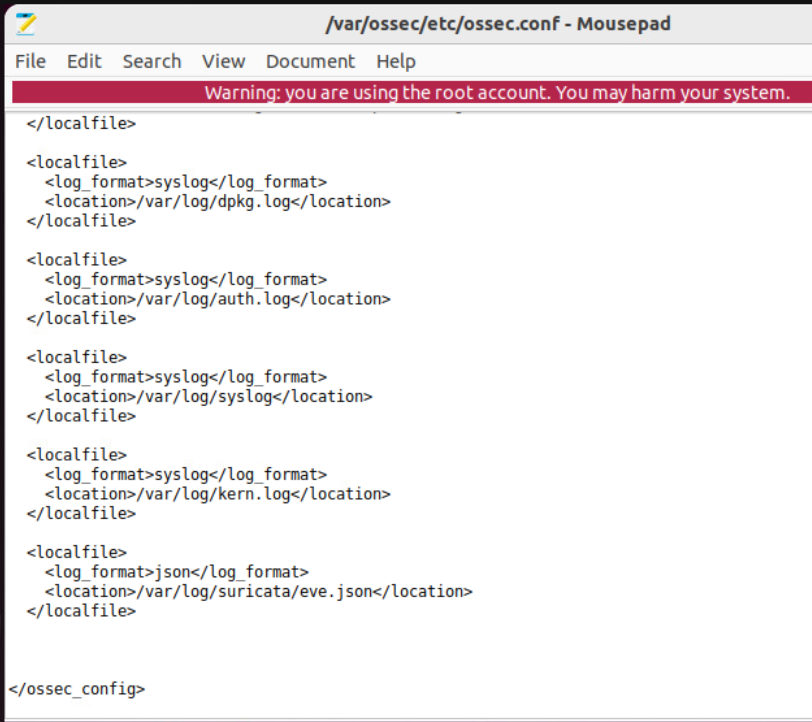 /var/ossec/etc/ossec.conf - Mousepad
File Edit Search View Document Help
Warning: you are using the root account. You may harm your system.
</localfile>
<localfile>
<log_format>syslog</log_format>
<location>/var/log/dpkg.log</location>
</localfile>
<localfile>
<log_format>syslog</log_format>
<location>/var/log/auth.log</location>
</localfile>
<localfile>
<log_format>syslog</log_format>
<location>/var/log/syslog</location>
</localfile>
<localfile>
<log_format>syslog</log_format>
<location>/var/log/kern.log</location>
</localfile>
<localfile>
<log_format>json</log_format>
<location>/var/log/suricata/eve.json</location>
</localfile>
</ossec_config>